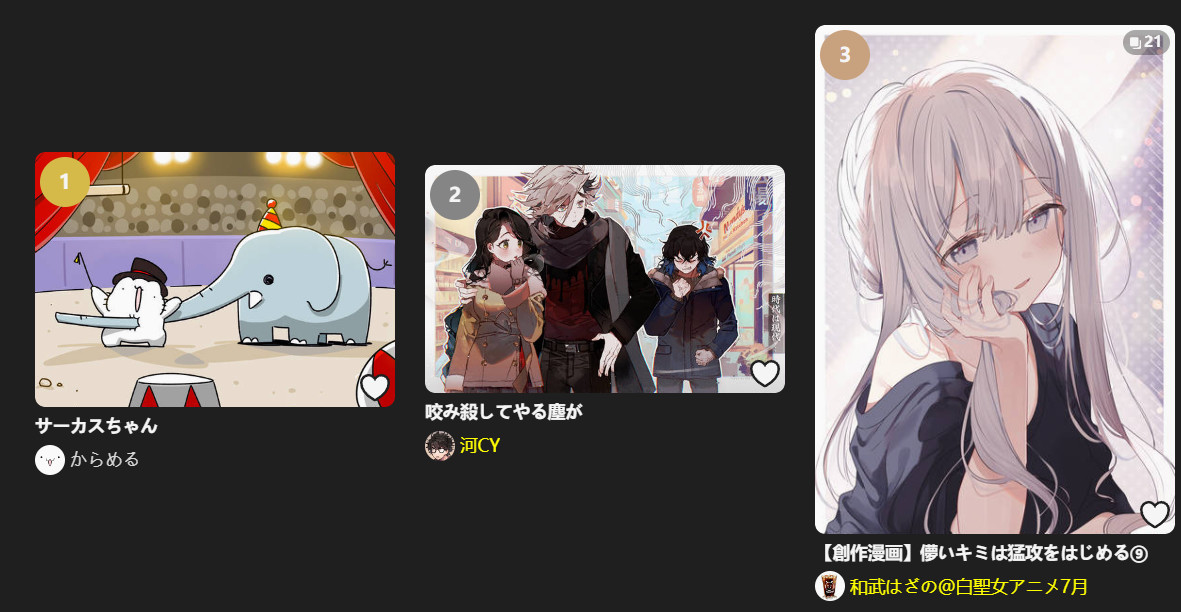 1
サーカスちゃん
からめる
2
時代は現代
咬み殺してやる塵が
河CY
3
21
【創作漫画】儚いキミは猛攻をはじめる⑨
和武はざの@白聖女アニメ7月